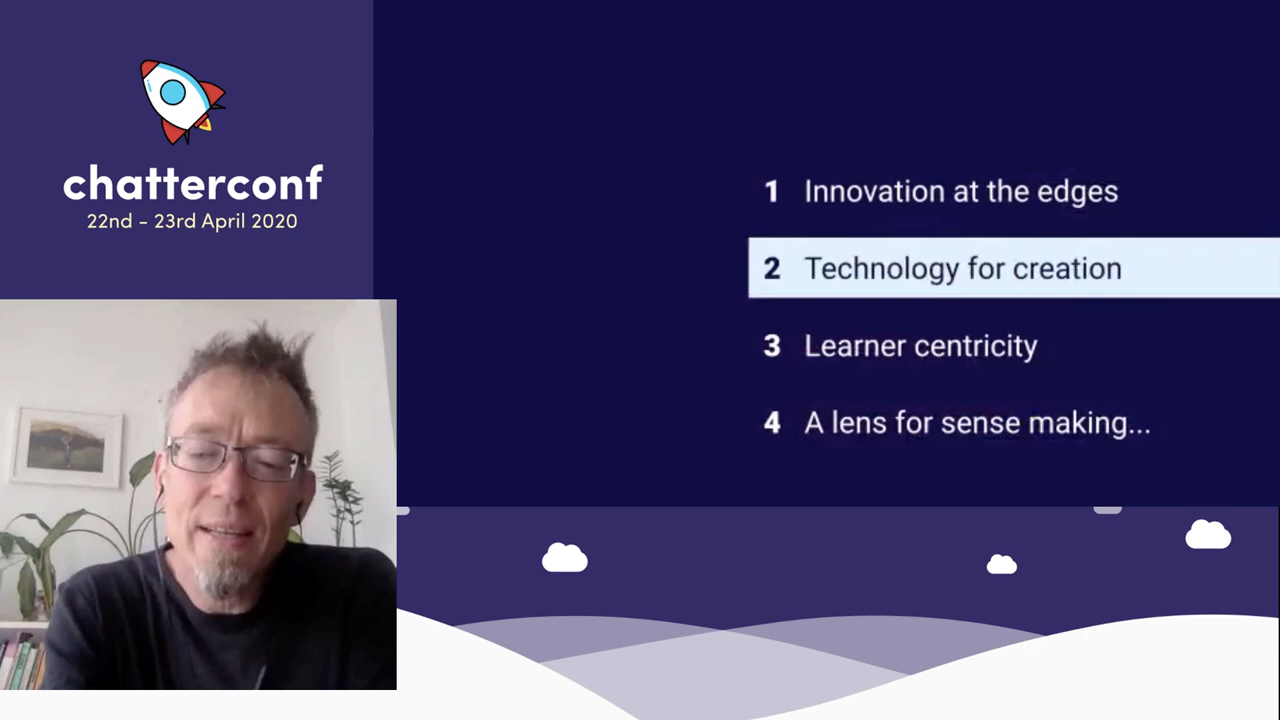 chatterconf
22nd - 23rd April 2020
1 Innovation at the edges
2 Technology for creation
3 Learner centricity
4 A lens for sense making...